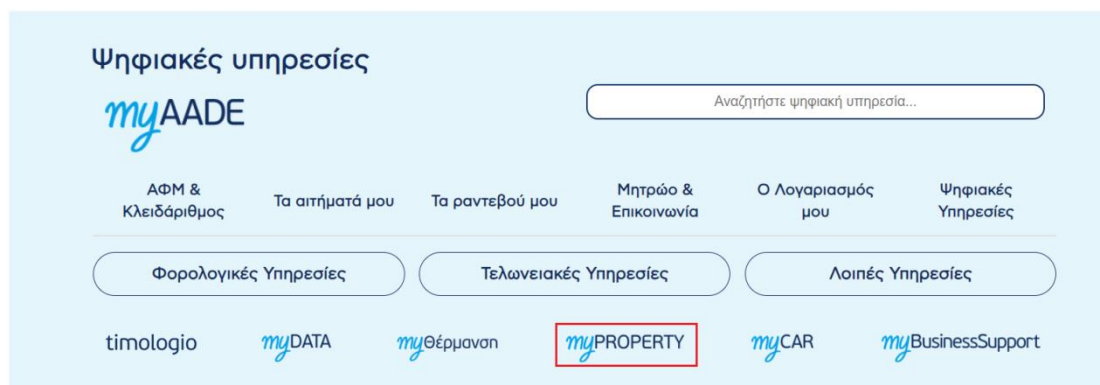 Ψηφιακές υπηρεσίες
myAADE
Αναζητήστε ψηφιακή υπηρεσία...
ΑΦΜ &
Κλειδάριθμος
Τα αιτήματά μου
Τα ραντεβού μου
Μητρώο &
Επικοινωνία
Ο Λογαριασμός
μου
Ψηφιακές
Υπηρεσίες
Φορολογικές Υπηρεσίες
Τελωνειακές Υπηρεσίες
Λοιπές Υπηρεσίες
timologio
myDATA
myΘέρμανση
myPROPERTY
myCAR
myBusinessSupport